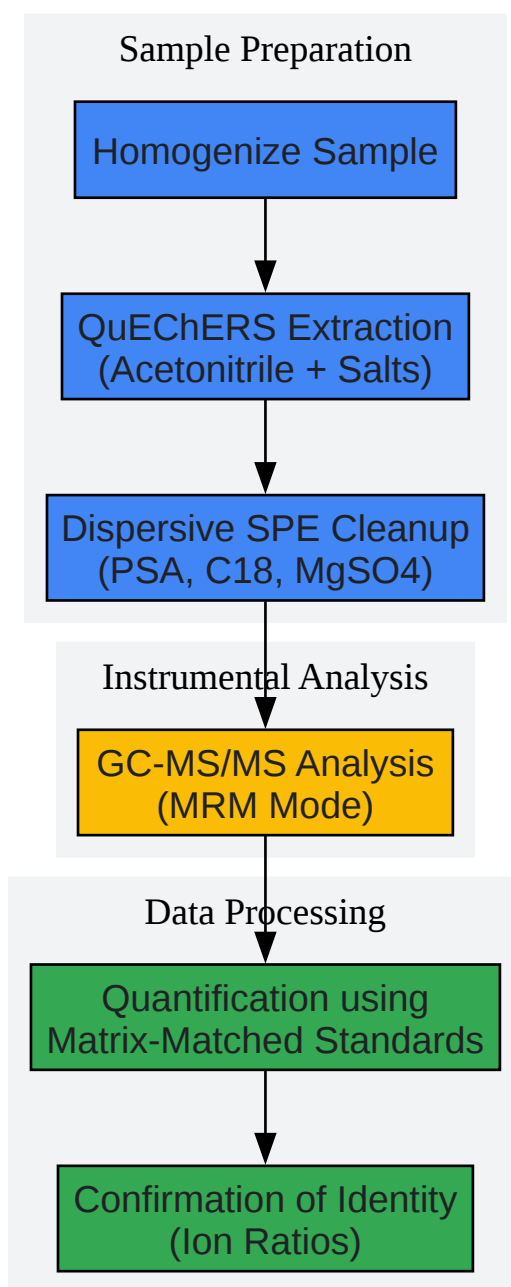 Sample Preparation
Homogenize Sample
QuEChERS Extraction
(Acetonitrile + Salts)
Dispersive SPE Cleanup
(PSA, C18, MgSO4)
Instrumental Analysis
GC-MS/MS Analysis
(MRM Mode)
Data Processing
Quantification using
Matrix-Matched Standards
Confirmation of Identity
(Ion Ratios)